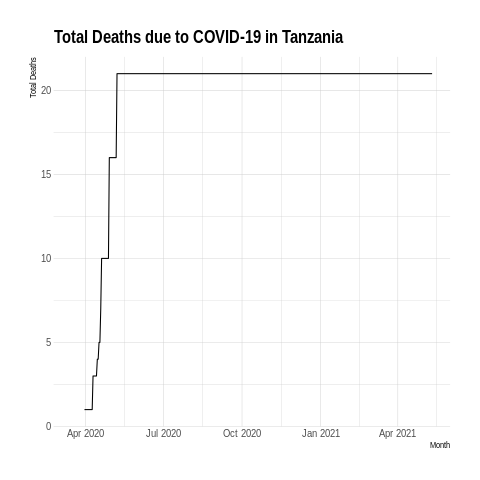 Total Deaths due to COVID-19 in Tanzania
Total Deaths
20
15
10
5
0
Apr 2020 Jul 2020 Oct 2020 Jan 2021 Apr 2021
Month